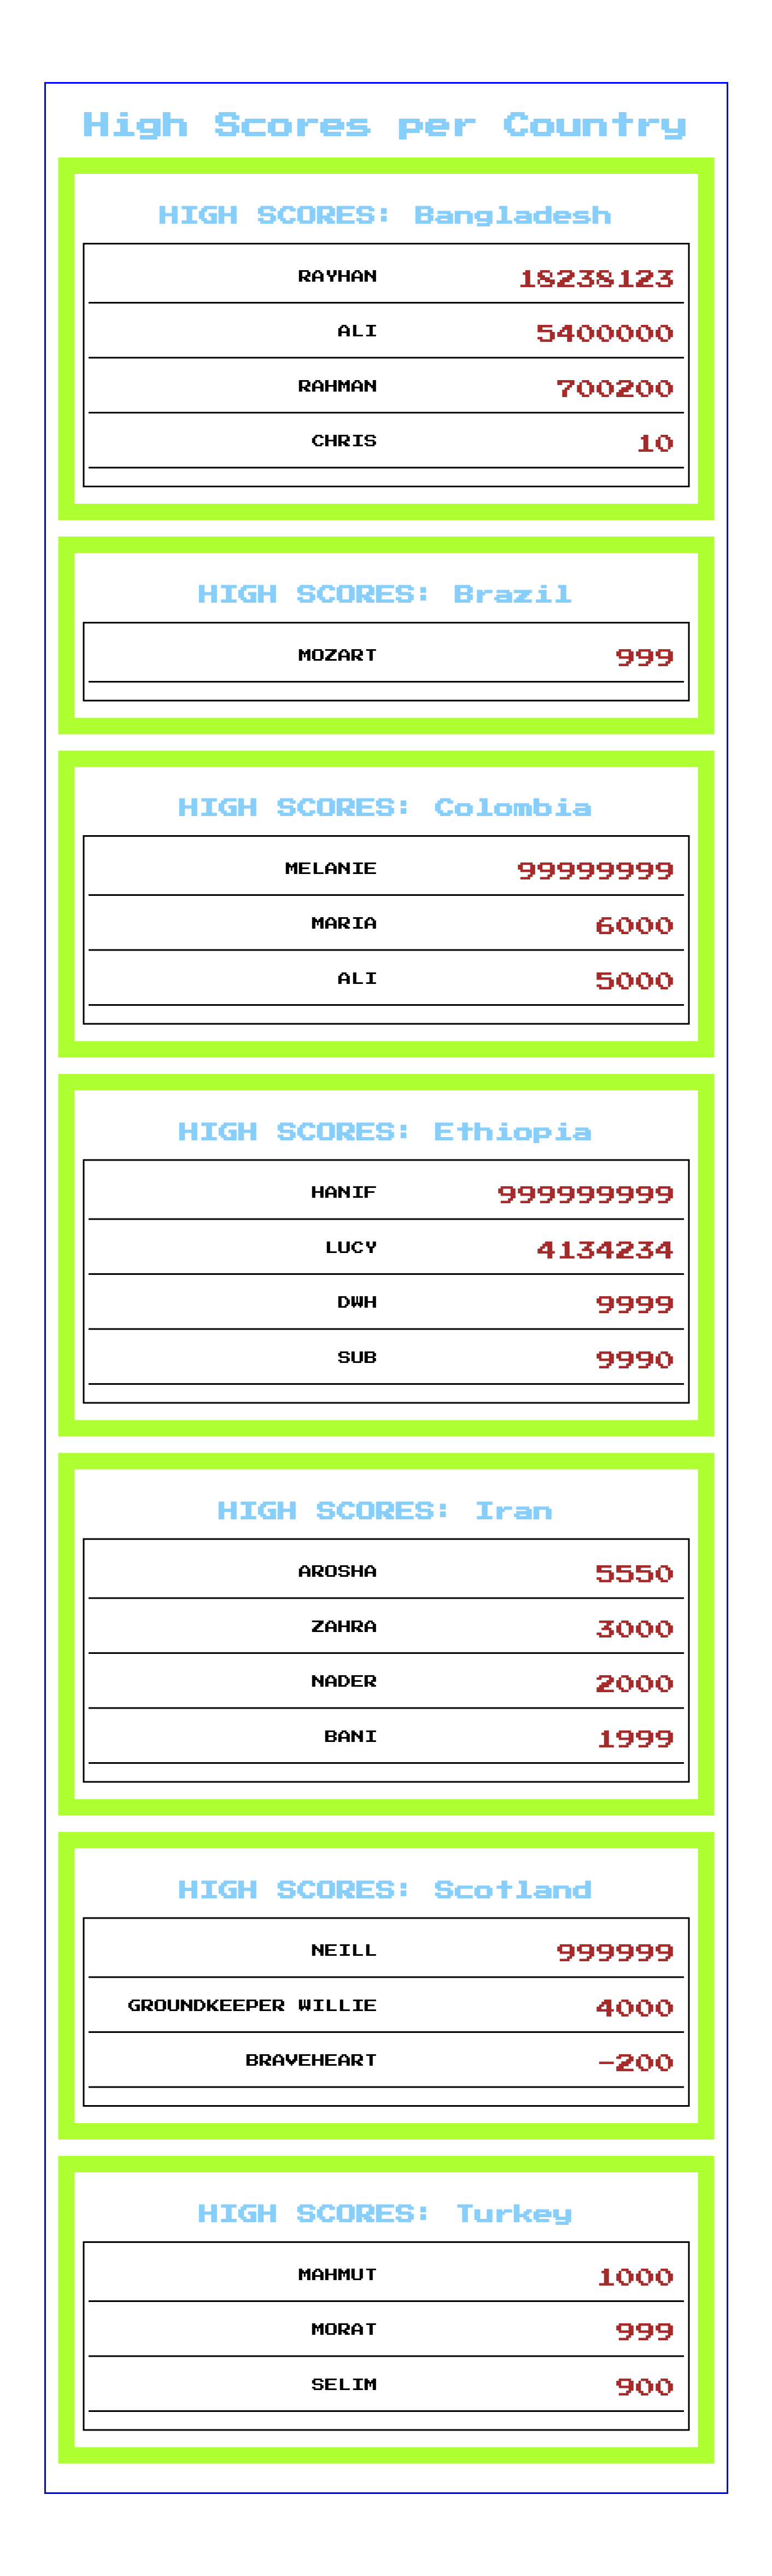 High Scores per Country
HIGH SCORES: Bangladesh
RAYHAN 18238123
ALI 5400000
RAHMAN 700200
CHRIS 10
HIGH SCORES: Brazil
MOZART 999
HIGH SCORES: Colombia
MELANIE 99999999
MARIA 6000
ALI 5000
HIGH SCORES: Ethiopia
HANIF 999999999
LUCY 4134234
DWH 9999
SUB 9990
HIGH SCORES: Iran
AROSHA 5550
ZAHRA 3000
NADER 2000
BANI 1999
HIGH SCORES: Scotland
NEILL 999999
GROUNDKEEPER WILLIE 4000
BRAVEHEART -200
HIGH SCORES: Turkey
MAHMUT 1000
MORAT 999
SELIM 900